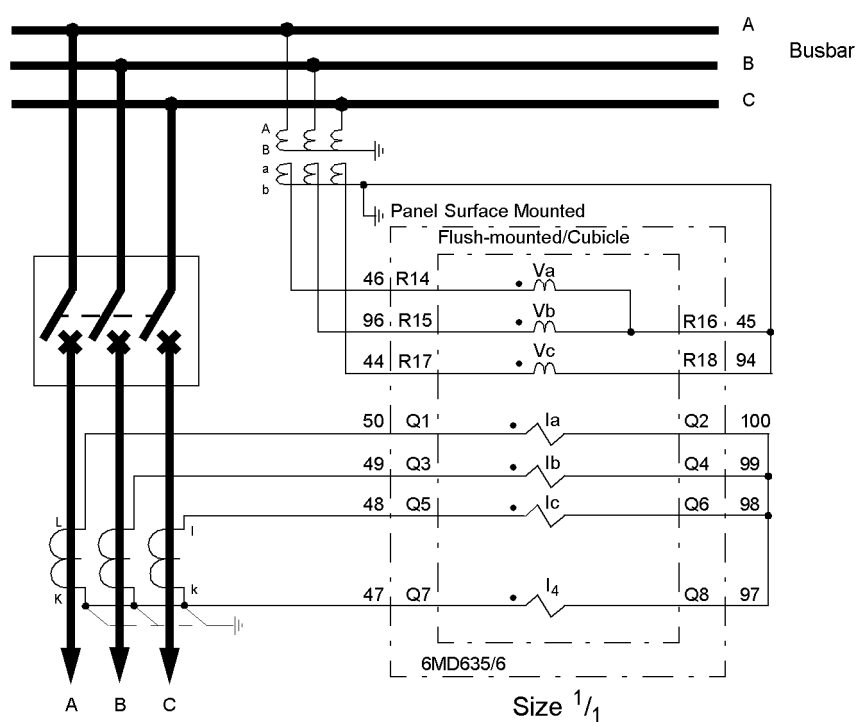 A
Busbar
B
C
A
B
a
b
Panel Surface Mounted
Flush-mounted/Cubicle
46 R14 Va
96 R15 Vb R16 45
44 R17 Vc R18 94
50 Q1 Ia Q2 100
49 Q3 Ib Q4 99
48 Q5 Ic Q6 98
L l
K k
47 Q7 I4 Q8 97
6MD635/6
A B C
Size 1/1